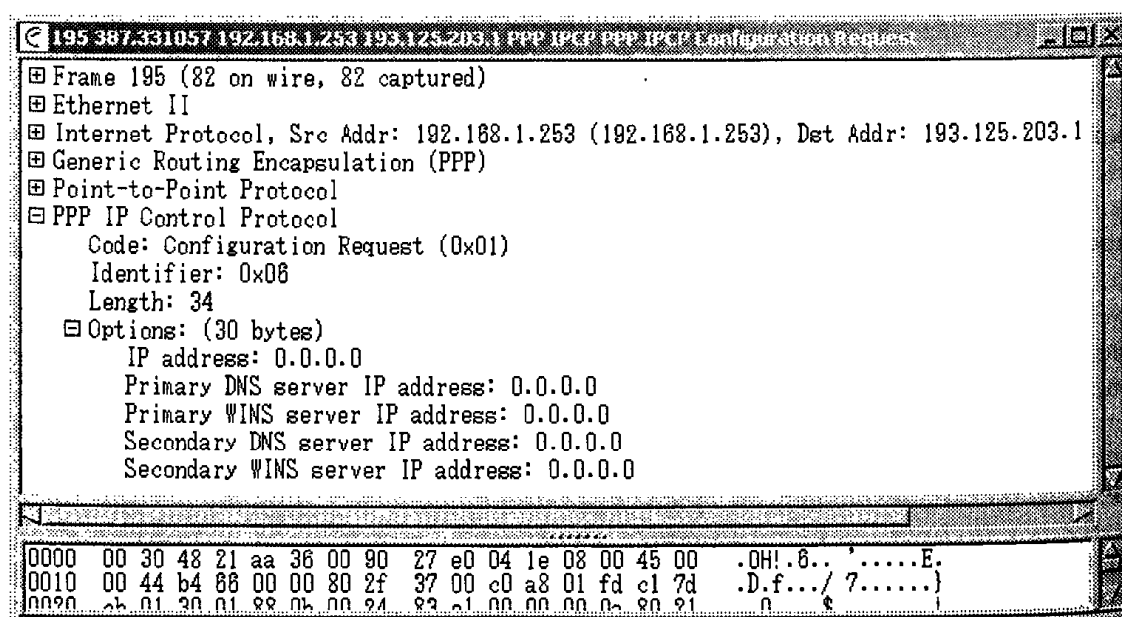 195 387.331057 192.168.1.253 193.125.203.1 PPP IPCP PPP IPCP Configuration Request
Frame 195 (82 on wire, 82 captured)
Ethernet II
Internet Protocol, Src Addr: 192.168.1.253 (192.168.1.253), Dst Addr: 193.125.203.1
Generic Routing Encapsulation (PPP)
Point-to-Point Protocol
PPP IP Control Protocol
Code: Configuration Request (0x01)
Identifier: 0x06
Length: 34
Options: (30 bytes)
IP address: 0.0.0.0
Primary DNS server IP address: 0.0.0.0
Primary WINS server IP address: 0.0.0.0
Secondary DNS server IP address: 0.0.0.0
Secondary WINS server IP address: 0.0.0.0
0000 00 30 48 21 aa 36 00 90 27 e0 04 1e 08 00 45 00 .0H!.6.. '.....E.
0010 00 44 b4 66 00 00 80 2f 37 00 c0 a8 01 fd c1 7d .D.f.../ 7......}